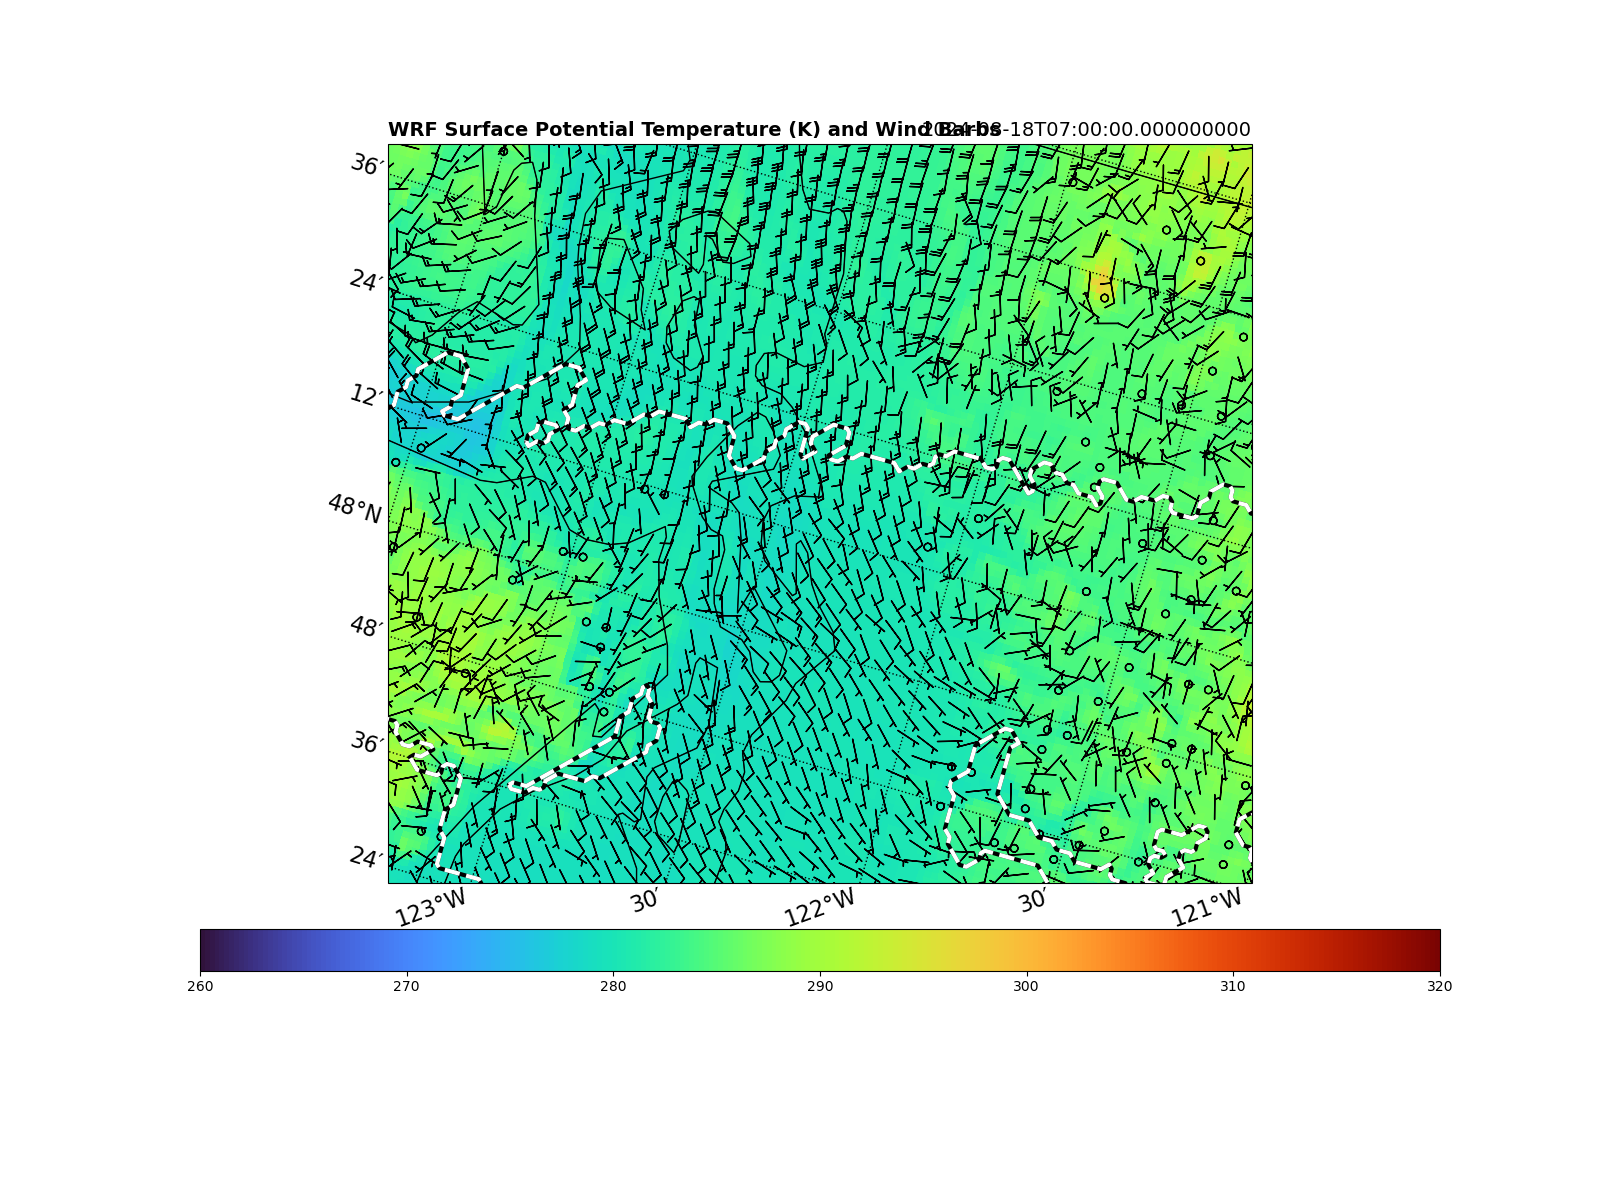 WRF Surface Potential Temperature (K) and Wind Barbs 2024-08-18T07:00:00.000000000
36′
24′
12′
48°N
48′
36′
24′
123°W 30′ 122°W 30′ 121°W
260 270 280 290 300 310 320